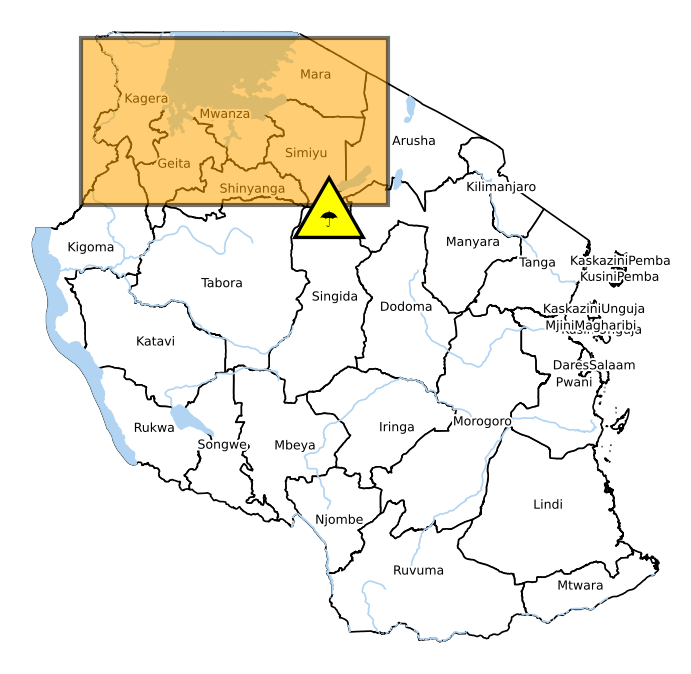 Mara
Kagera
Mwanza
Arusha
Simiyu
Geita
Shinyanga
Kilimanjaro
Kigoma
Manyara
Tanga
KaskaziniPemba
KusiniPemba
Tabora
Singida
Dodoma
KaskaziniUnguja
MjiniMagharibi
KusiniUnguja
Katavi
DaresSalaam
Pwani
Rukwa
Songwe
Mbeya
Iringa
Morogoro
Lindi
Njombe
Ruvuma
Mtwara